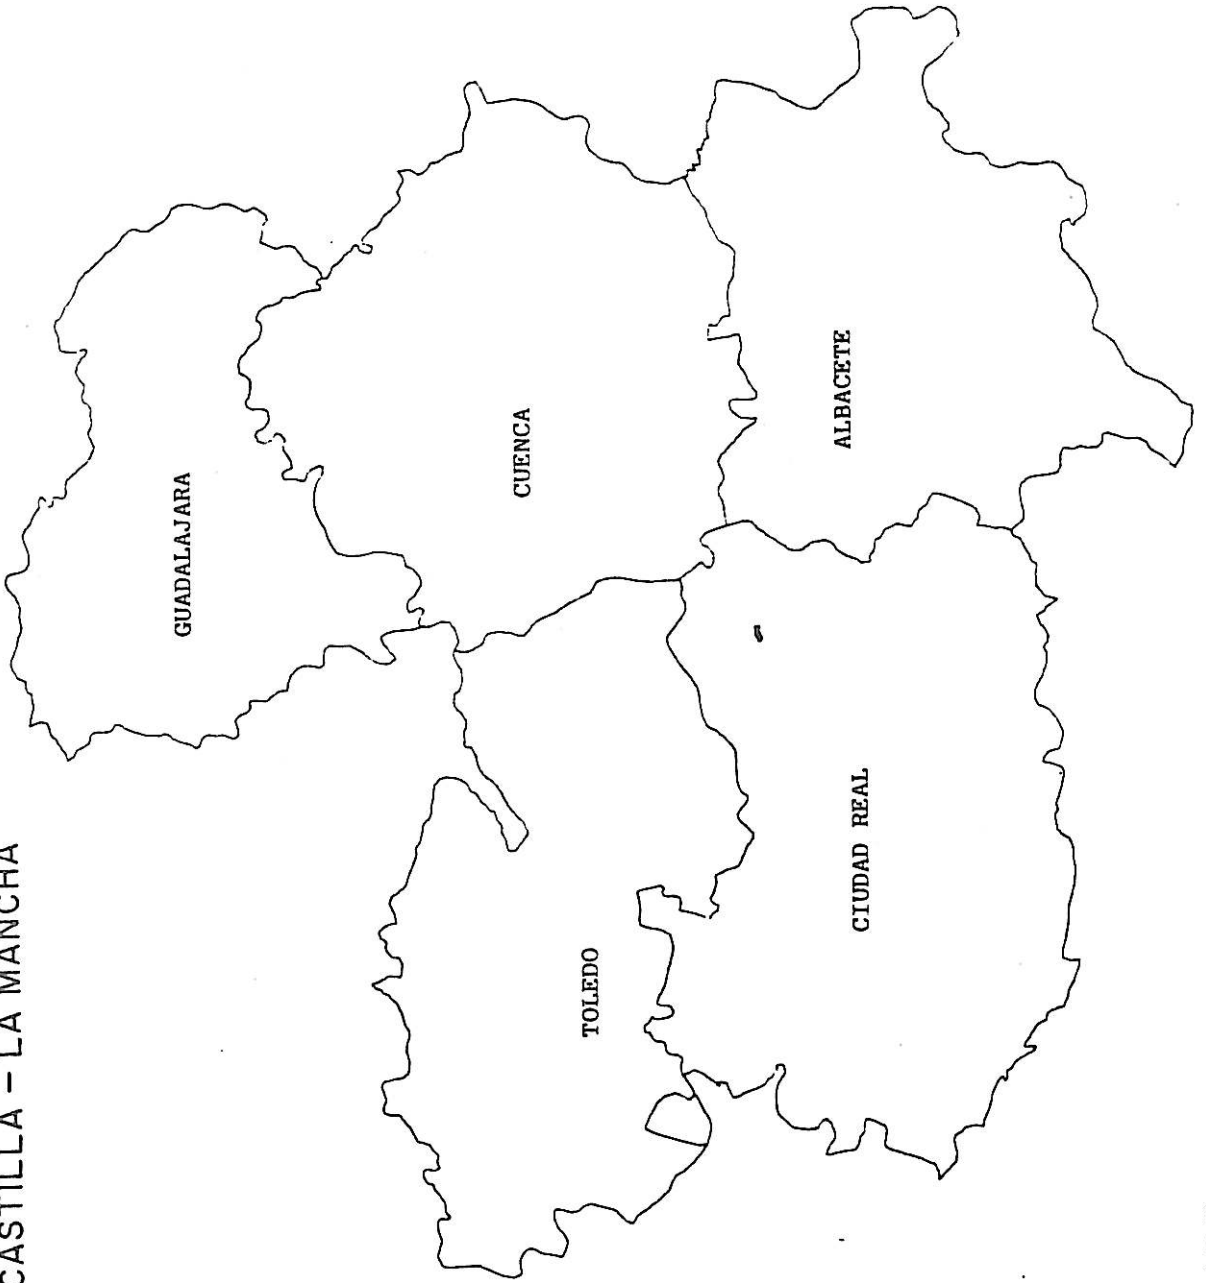 CASTILLA - LA MANCHA
GUADALAJARA
CUENCA
TOLEDO
ALBACETE
CIUDAD REAL